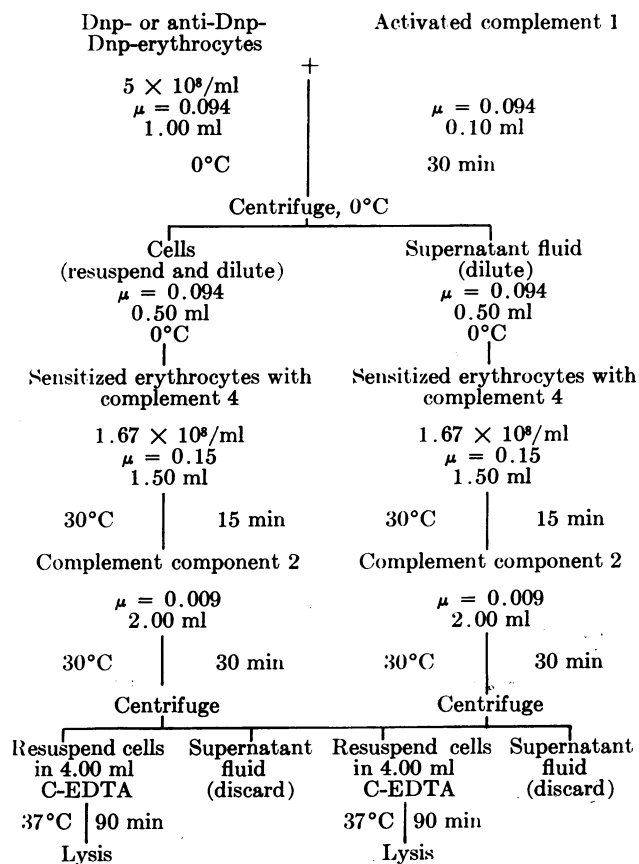 Dnp- or anti-Dnp-
Dnp-erythrocytes
Activated complement 1
+
5 × 10⁸/ml
μ = 0.094
1.00 ml
μ = 0.094
0.10 ml
0°C
30 min
Centrifuge, 0°C
Cells
(resuspend and dilute)
μ = 0.094
0.50 ml
0°C
Supernatant fluid
(dilute)
μ = 0.094
0.50 ml
0°C
Sensitized erythrocytes with
complement 4
Sensitized erythrocytes with
complement 4
1.67 × 10⁸/ml
μ = 0.15
1.50 ml
1.67 × 10⁸/ml
μ = 0.15
1.50 ml
30°C
15 min
30°C
15 min
Complement component 2
Complement component 2
μ = 0.009
2.00 ml
μ = 0.009
2.00 ml
30°C
30 min
30°C
30 min
Centrifuge
Centrifuge
Resuspend cells
in 4.00 ml
C-EDTA
Supernatant
fluid
(discard)
Resuspend cells
in 4.00 ml
C-EDTA
Supernatant
fluid
(discard)
37°C
90 min
37°C
90 min
Lysis
Lysis